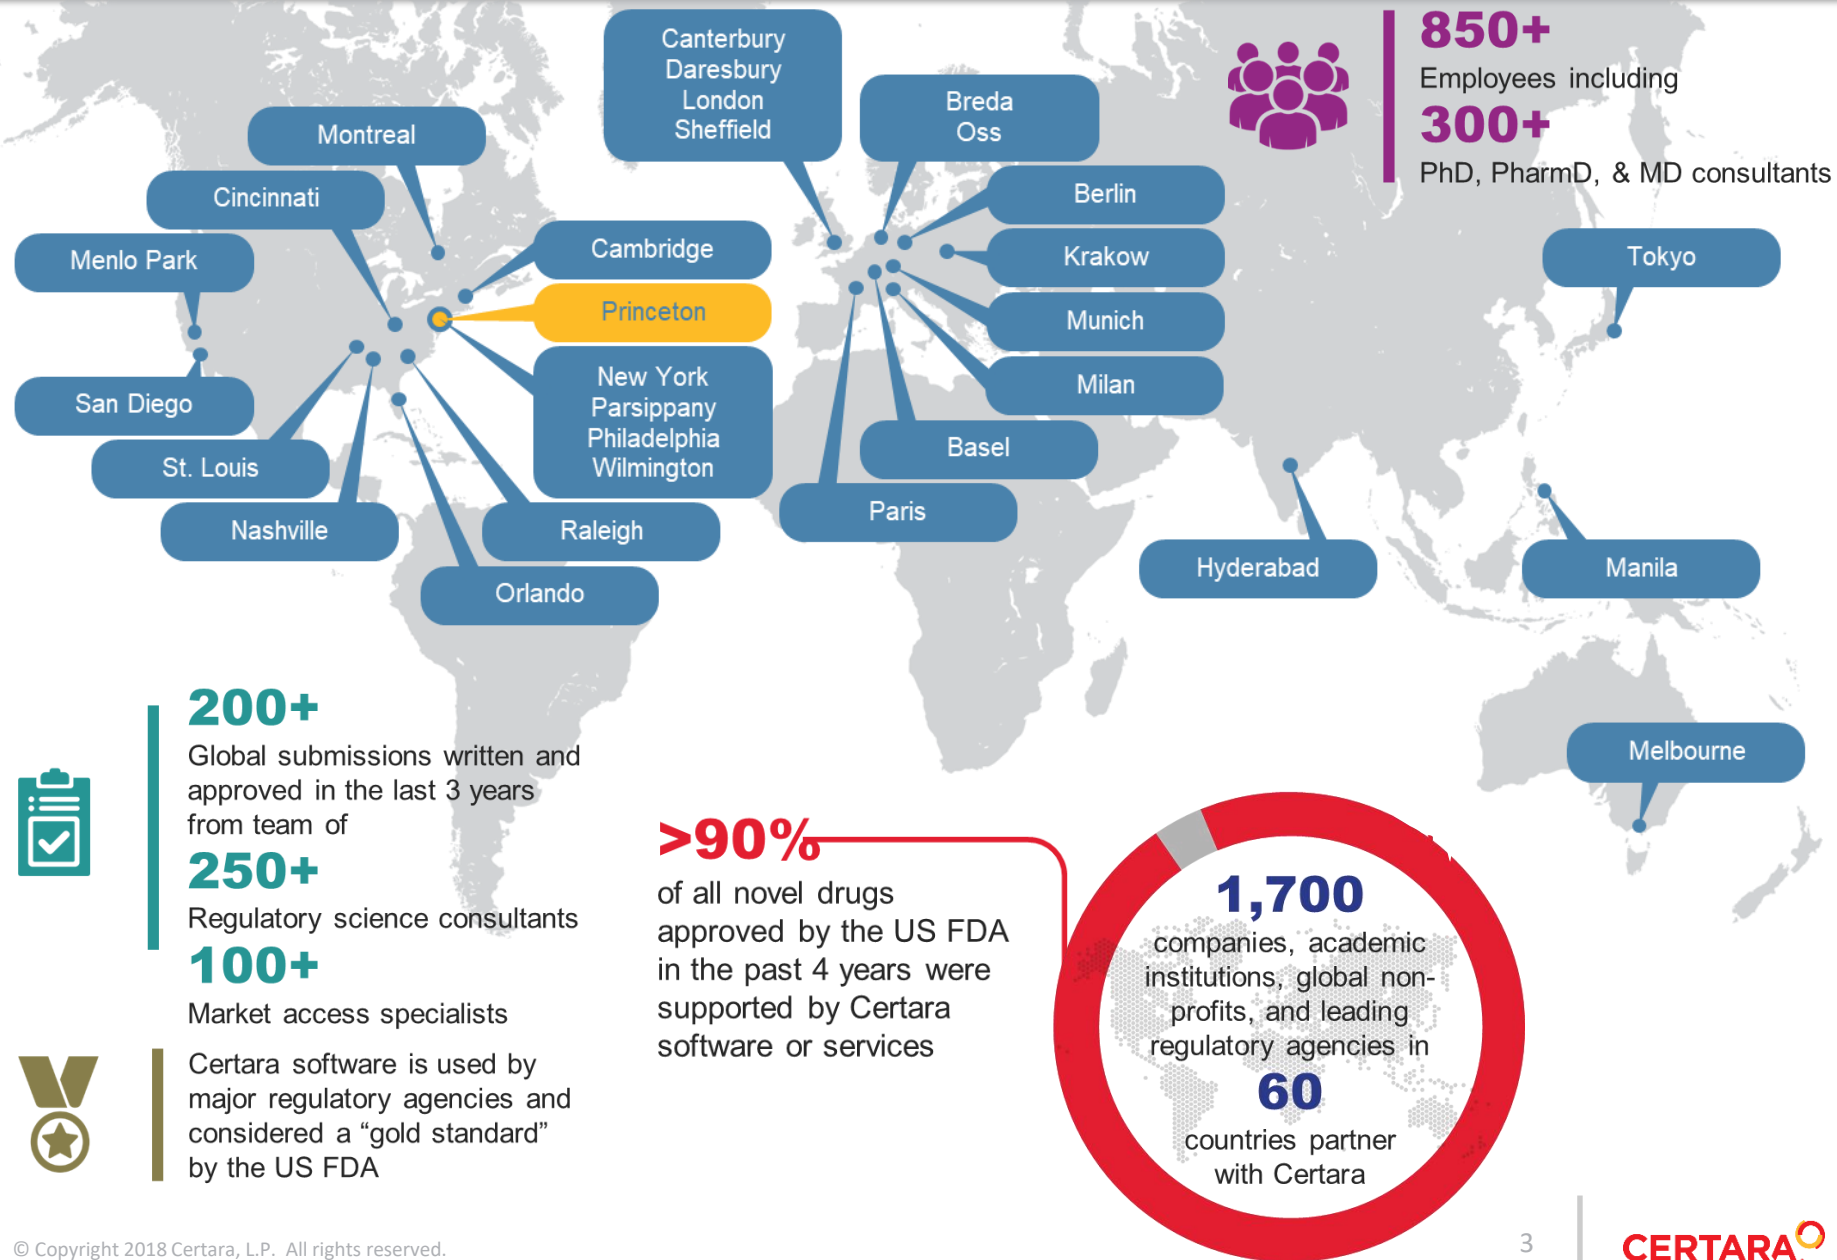 Canterbury
Daresbury
London
Sheffield
Breda
Oss
850+
Employees including
300+
PhD, PharmD, & MD consultants
Montreal
Cincinnati
Menlo Park
Cambridge
Princeton
New York
Parsippany
Philadelphia
Wilmington
San Diego
St. Louis
Nashville
Raleigh
Orlando
Berlin
Krakow
Munich
Milan
Basel
Paris
Tokyo
Hyderabad
Manila
Melbourne
200+
Global submissions written and
approved in the last 3 years
from team of
250+
Regulatory science consultants
100+
Market access specialists
Certara software is used by
major regulatory agencies and
considered a “gold standard”
by the US FDA
>90%
of all novel drugs
approved by the US FDA
in the past 4 years were
supported by Certara
software or services
1,700
companies, academic
institutions, global non-
profits, and leading
regulatory agencies in
60
countries partner
with Certara
© Copyright 2018 Certara, L.P. All rights reserved.
3
CERTARA